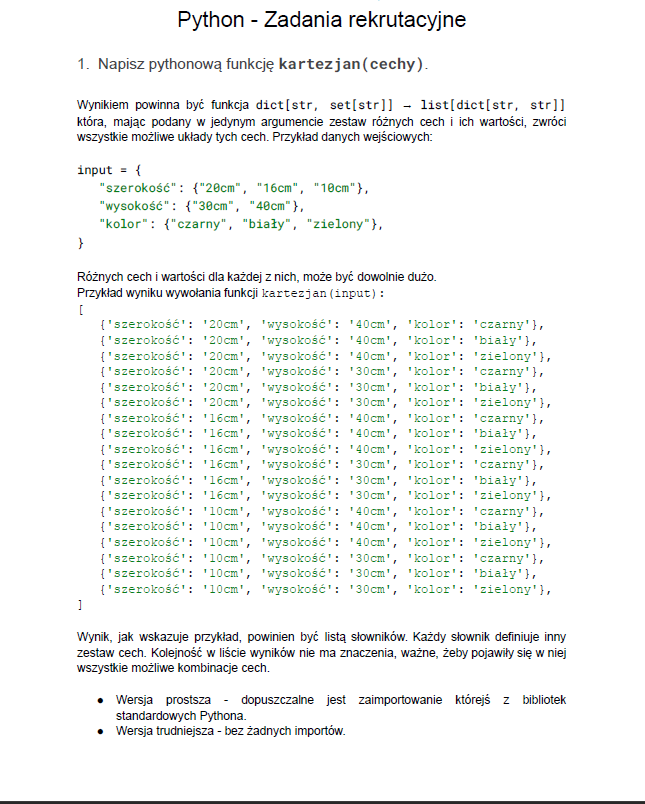 Python - Zadania rekrutacyjne
1. Napisz pythonową funkcję kartezjan(cechy).
Wynikiem powinna być funkcja dict[str, set[str]] → list[dict[str, str]]
która, mając podany w jedynym argumencie zestaw różnych cech i ich wartości, zwróci
wszystkie możliwe układy tych cech. Przykład danych wejściowych:
input = {
"szerokość": {"20cm", "16cm", "10cm"},
"wysokość": {"30cm", "40cm"},
"kolor": {"czarny", "biały", "zielony"},
}
Różnych cech i wartości dla każdej z nich, może być dowolnie dużo.
Przykład wyniku wywołania funkcji kartezjan(input):
[
{'szerokość': '20cm', 'wysokość': '40cm', 'kolor': 'czarny'},
{'szerokość': '20cm', 'wysokość': '40cm', 'kolor': 'biały'},
{'szerokość': '20cm', 'wysokość': '40cm', 'kolor': 'zielony'},
{'szerokość': '20cm', 'wysokość': '30cm', 'kolor': 'czarny'},
{'szerokość': '20cm', 'wysokość': '30cm', 'kolor': 'biały'},
{'szerokość': '20cm', 'wysokość': '30cm', 'kolor': 'zielony'},
{'szerokość': '16cm', 'wysokość': '40cm', 'kolor': 'czarny'},
{'szerokość': '16cm', 'wysokość': '40cm', 'kolor': 'biały'},
{'szerokość': '16cm', 'wysokość': '40cm', 'kolor': 'zielony'},
{'szerokość': '16cm', 'wysokość': '30cm', 'kolor': 'czarny'},
{'szerokość': '16cm', 'wysokość': '30cm', 'kolor': 'biały'},
{'szerokość': '16cm', 'wysokość': '30cm', 'kolor': 'zielony'},
{'szerokość': '10cm', 'wysokość': '40cm', 'kolor': 'czarny'},
{'szerokość': '10cm', 'wysokość': '40cm', 'kolor': 'biały'},
{'szerokość': '10cm', 'wysokość': '40cm', 'kolor': 'zielony'},
{'szerokość': '10cm', 'wysokość': '30cm', 'kolor': 'czarny'},
{'szerokość': '10cm', 'wysokość': '30cm', 'kolor': 'biały'},
{'szerokość': '10cm', 'wysokość': '30cm', 'kolor': 'zielony'},
]
Wynik, jak wskazuje przykład, powinien być listą słowników. Każdy słownik definiuje inny
zestaw cech. Kolejność w liście wyników nie ma znaczenia, ważne, żeby pojawiły się w niej
wszystkie możliwe kombinacje cech.
● Wersja prostsza - dopuszczalne jest zaimportowanie którejś z bibliotek
standardowych Pythona.
● Wersja trudniejsza - bez żadnych importów.